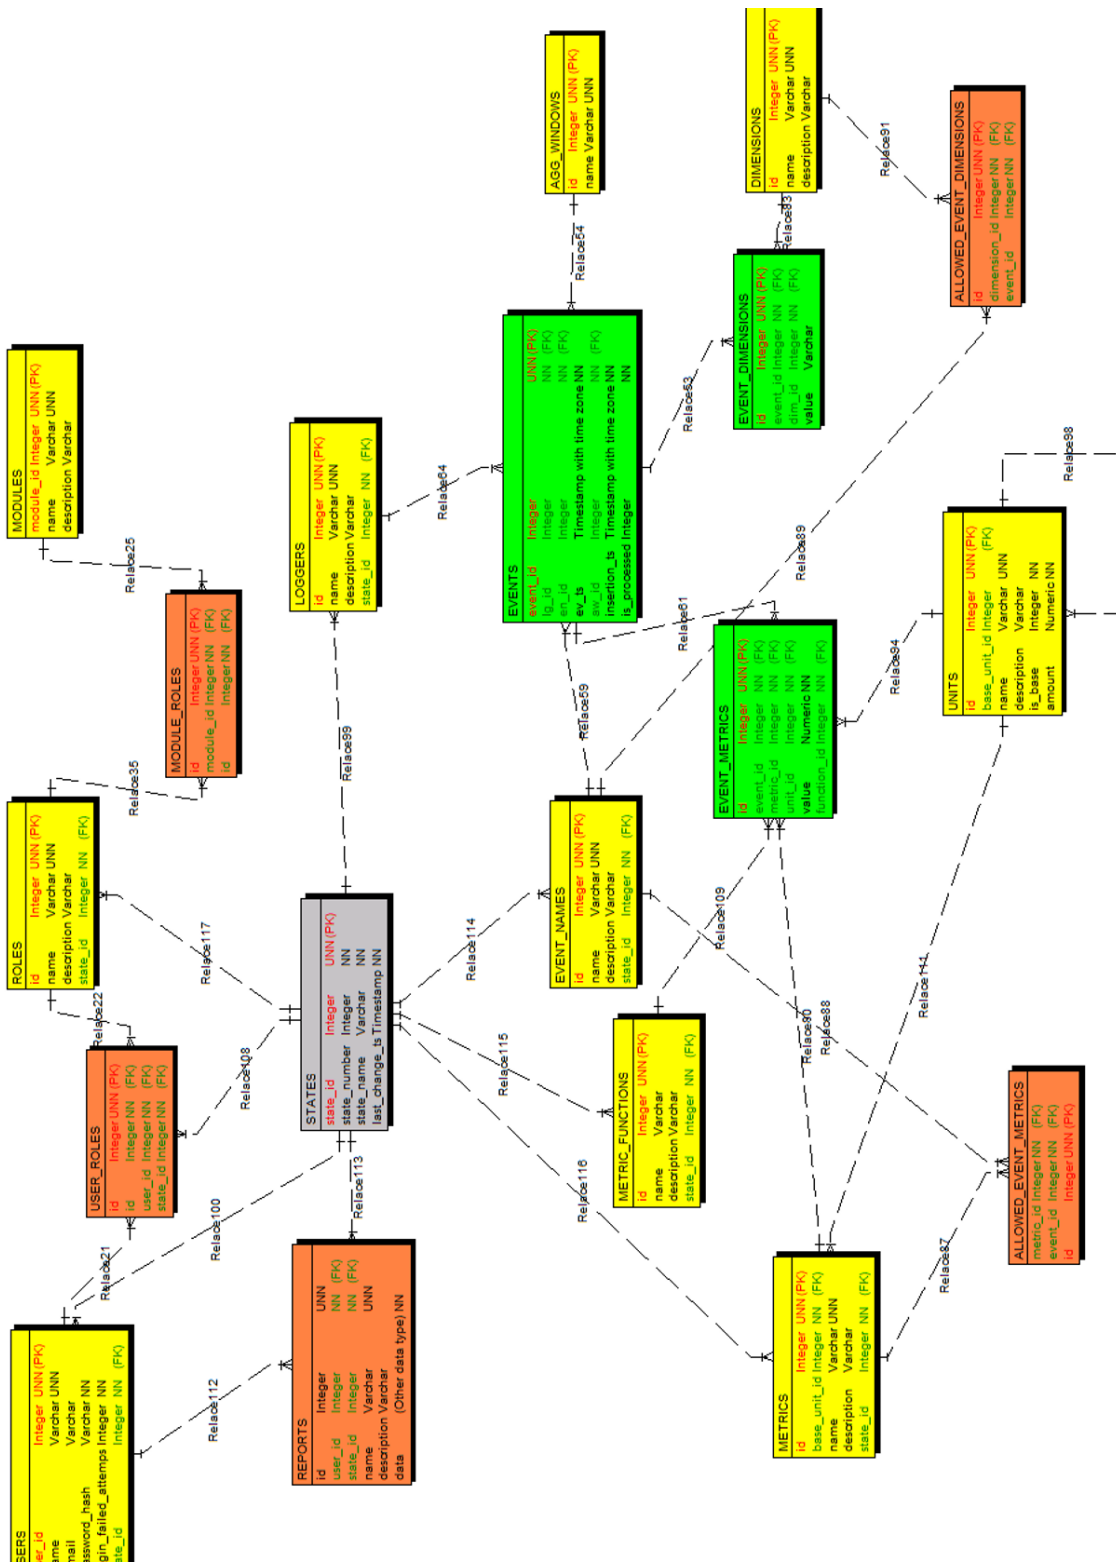 MODULES
module_id Integer UNN (PK)
name Varchar UNN
description Varchar
Relace25
MODULE_ROLES
id Integer UNN (PK)
module_id Integer NN (FK)
id Integer NN (FK)
Relace35
ROLES
id Integer UNN (PK)
name Varchar UNN
description Varchar
state_id Integer NN (FK)
Relace22
Relace117
USER_ROLES
id Integer UNN (PK)
id Integer NN (FK)
user_id Integer NN (FK)
state_id Integer NN (FK)
Relace108
Relace21
Relace100
SERS
er_id Integer UNN (PK)
ame Varchar UNN
mail Varchar
assword_hash Varchar NN
gin_failed_attemps Integer NN
ate_id Integer NN (FK)
Relace112
Relace113
REPORTS
id Integer UNN
user_id Integer NN (FK)
state_id Integer NN (FK)
name Varchar UNN
description Varchar
data (Other data type) NN
STATES
state_id Integer UNN (PK)
state_number Integer NN
state_name Varchar NN
last_change_ts Timestamp NN
Relace99
LOGGERS
id Integer UNN (PK)
name Varchar UNN
description Varchar
state_id Integer NN (FK)
Relace64
AGG_WINDOWS
id Integer UNN (PK)
name Varchar UNN
Relace54
EVENTS
event_id Integer UNN (PK)
lg_id Integer NN (FK)
en_id Integer NN (FK)
ev_ts Timestamp with time zone NN
aw_id Integer NN (FK)
insertion_ts Timestamp with time zone NN
is_processed Integer NN
Relace53
Relace61
Relace59
Relace89
DIMENSIONS
id Integer UNN (PK)
name Varchar UNN
description Varchar
Relace83
Relace91
EVENT_DIMENSIONS
id Integer UNN (PK)
event_id Integer NN (FK)
dim_id Integer NN (FK)
value Varchar
ALLOWED_EVENT_DIMENSIONS
id Integer UNN (PK)
dimension_id Integer NN (FK)
event_id Integer NN (FK)
EVENT_NAMES
id Integer UNN (PK)
name Varchar UNN
description Varchar
state_id Integer NN (FK)
Relace114
Relace115
Relace116
METRIC_FUNCTIONS
id Integer UNN (PK)
name Varchar
description Varchar
state_id Integer NN (FK)
Relace109
EVENT_METRICS
id Integer UNN (PK)
event_id Integer NN (FK)
metric_id Integer NN (FK)
unit_id Integer NN (FK)
value Numeric NN
function_id Integer NN (FK)
Relace94
UNITS
id Integer UNN (PK)
base_unit_id Integer (FK)
name Varchar UNN
description Varchar
is_base Integer NN
amount Numeric NN
Relace98
Relace90
Relace88
Relace111
METRICS
id Integer UNN (PK)
base_unit_id Integer NN (FK)
name Varchar UNN
description Varchar
state_id Integer NN (FK)
Relace87
ALLOWED_EVENT_METRICS
metric_id Integer NN (FK)
event_id Integer NN (FK)
id Integer UNN (PK)